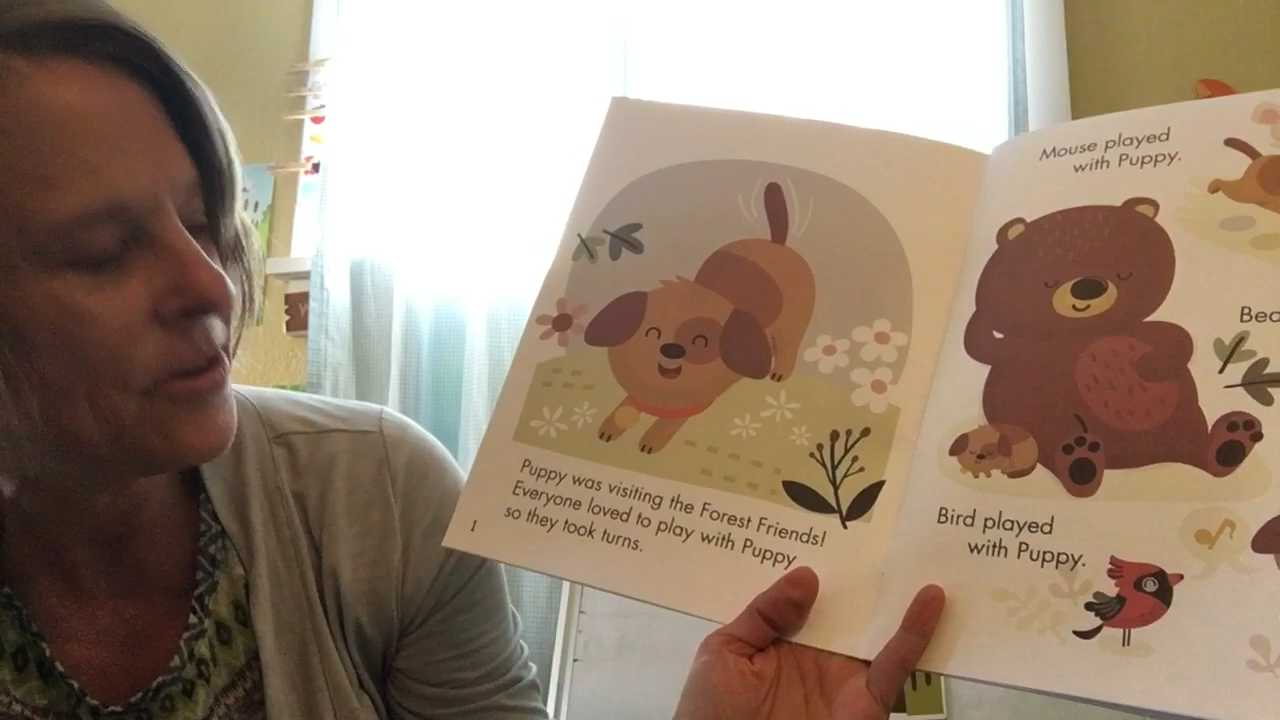 Puppy was visiting the Forest Friends!
Everyone loved to play with Puppy
so they took turns.
1
Mouse played
with Puppy.
Bird played
with Puppy.